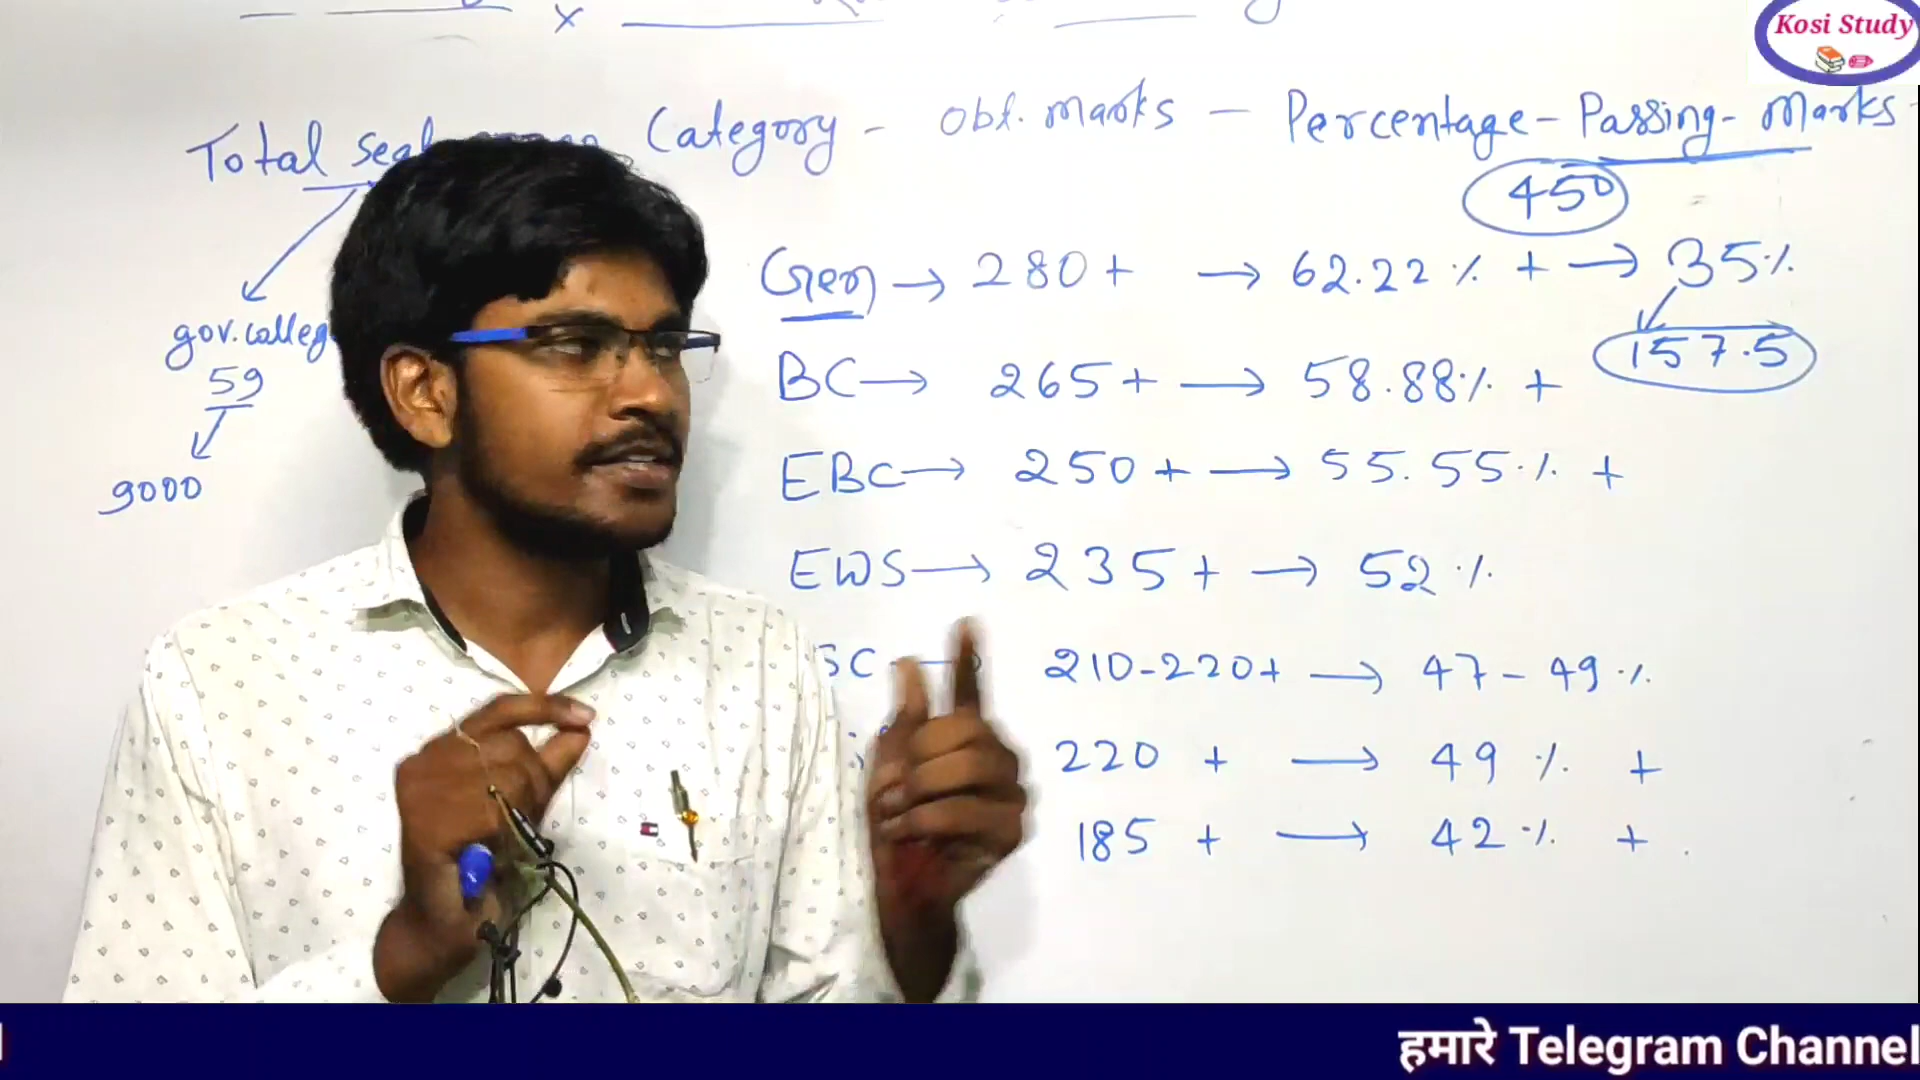 Kosi Study
Total Category - Obt. marks - Percentage - Passing - Marks -
450
Gen → 280 + → 62.22 % + → 35%
157.5
gov. colleg
59
9000
BC → 265 + → 58.88% +
EBC → 250 + → 55.55% +
EWS → 235 + → 52 %
SC 210-220+ → 47 - 49 %
220 + → 49 % +
185 + → 42 % +
हमारे Telegram Channel